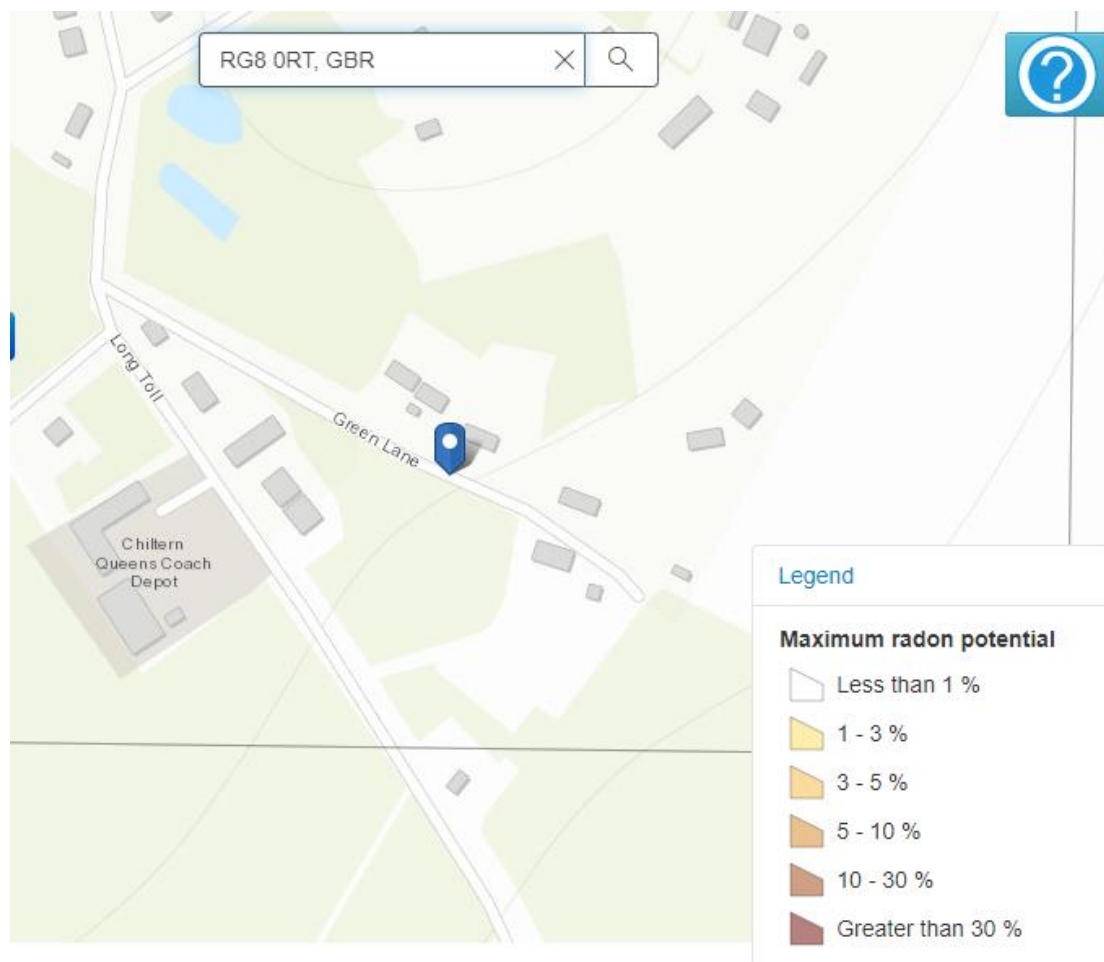 RG8 0RT, GBR
Long Toll
Green Lane
Chiltern
Queens Coach
Depot
Legend
Maximum radon potential
Less than 1 %
1 - 3 %
3 - 5 %
5 - 10 %
10 - 30 %
Greater than 30 %